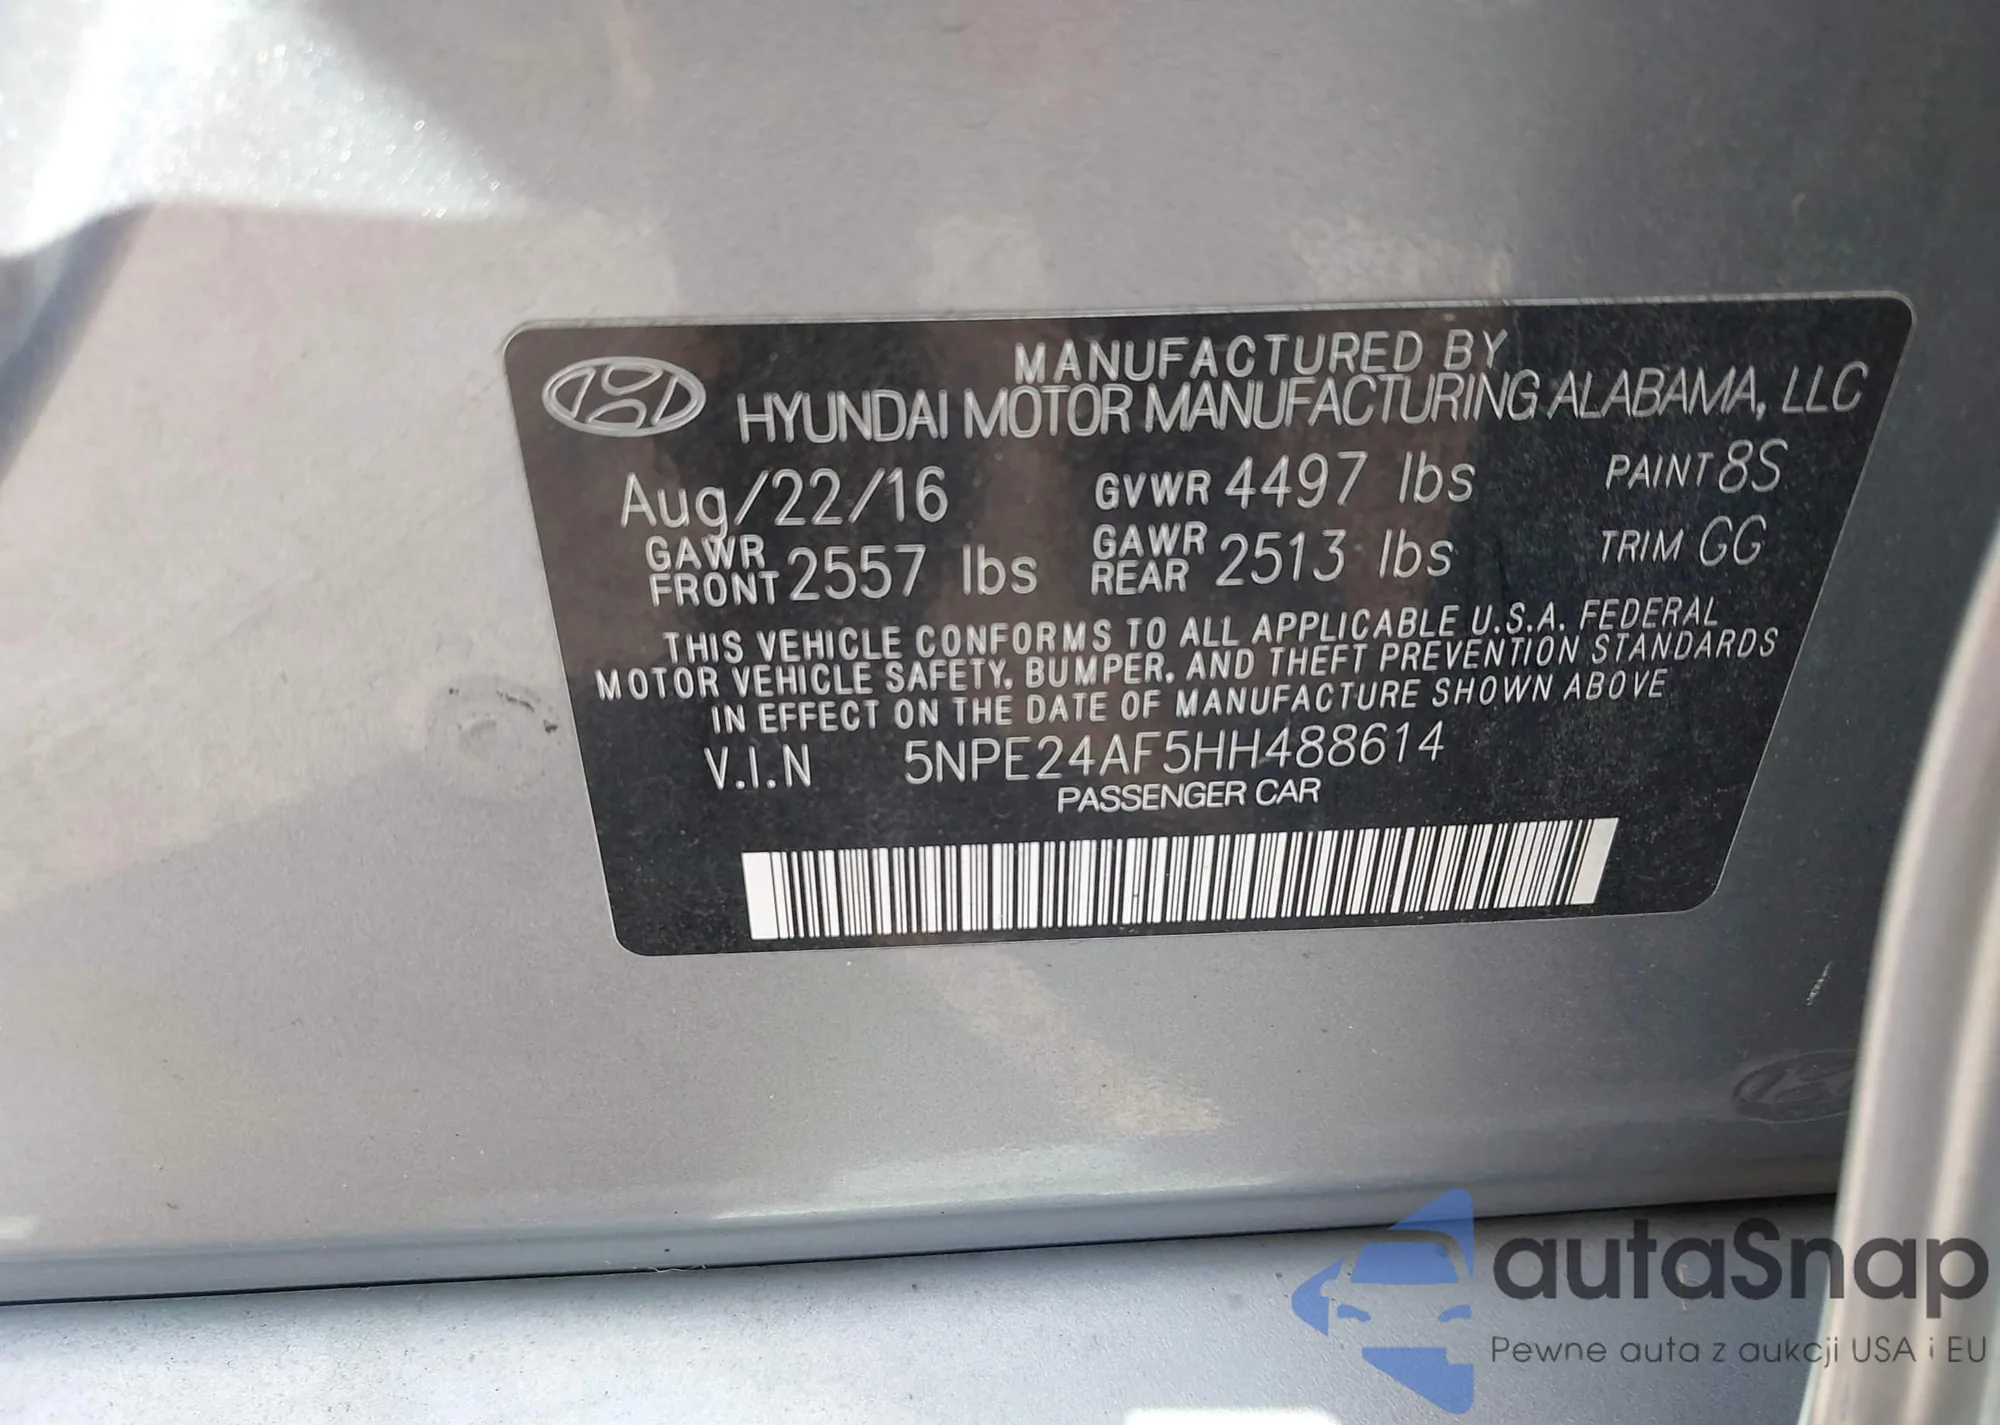 MANUFACTURED BY
HYUNDAI MOTOR MANUFACTURING ALABAMA, LLC
Aug/22/16 GVWR 4497 lbs PAINT 8S
GAWR FRONT 2557 lbs GAWR REAR 2513 lbs TRIM GG
THIS VEHICLE CONFORMS TO ALL APPLICABLE U.S.A. FEDERAL
MOTOR VEHICLE SAFETY, BUMPER, AND THEFT PREVENTION STANDARDS
IN EFFECT ON THE DATE OF MANUFACTURE SHOWN ABOVE
V.I.N 5NPE24AF5HH488614
PASSENGER CAR
autaSnap
Pewne auta z aukcji USA i EU